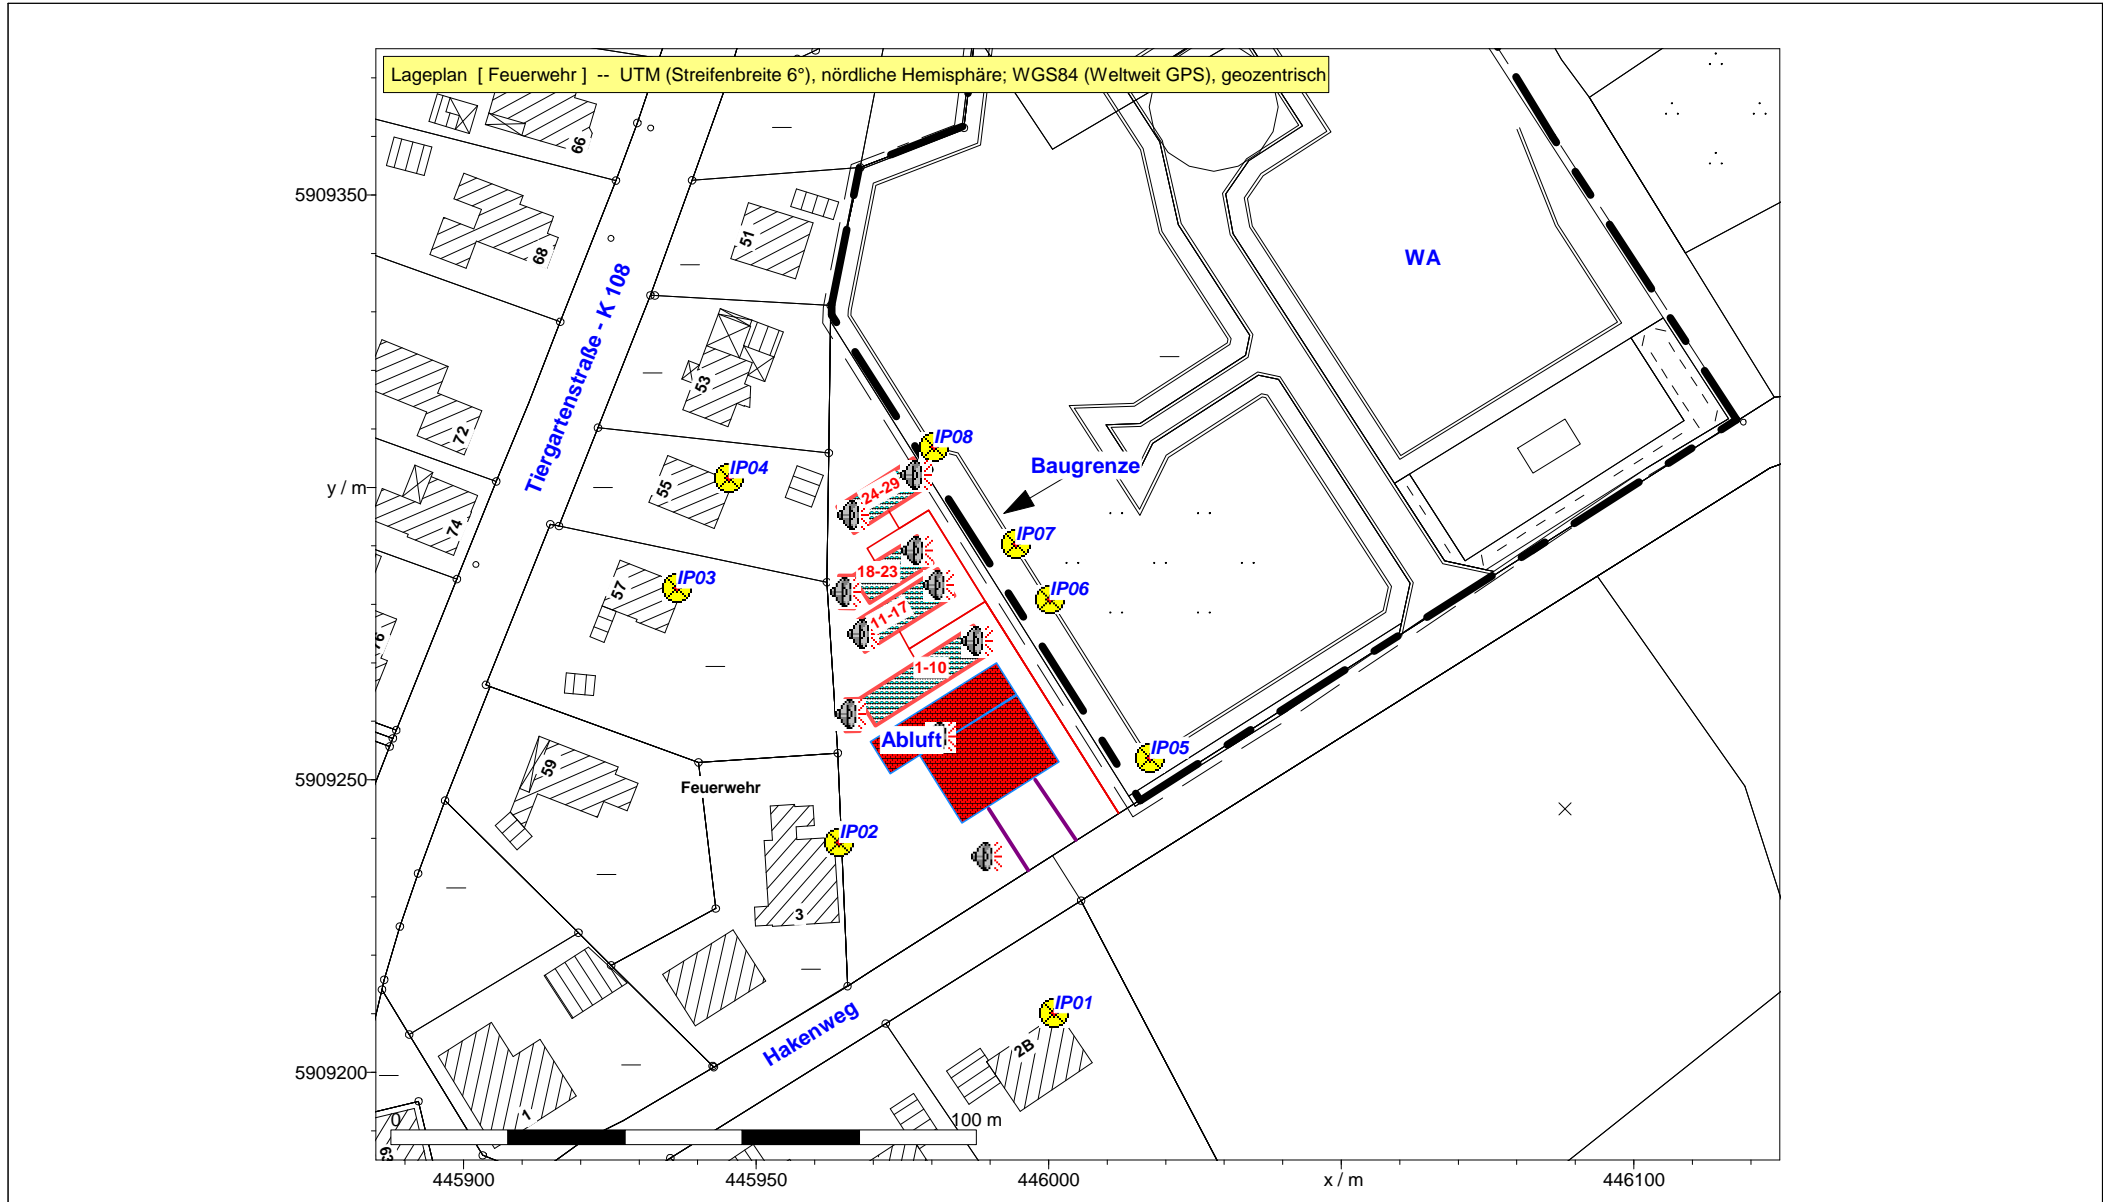 Lageplan [ Feuerwehr ] -- UTM (Streifenbreite 6°), nördliche Hemisphäre; WGS84 (Weltweit GPS), geozentrisch
66
5909350
68
51
WA
Tiergartenstraße - K 108
53
72
IP08
Baugrenze
IP04
y / m
55
24-29
74
IP07
18-23
57
IP03
IP06
11-17
76
1-10
Abluft
IP05
59
5909250
Feuerwehr
IP02
3
IP01
Hakenweg
2B
5909200
1
0
100 m
63
445900
445950
446000
x / m
446100